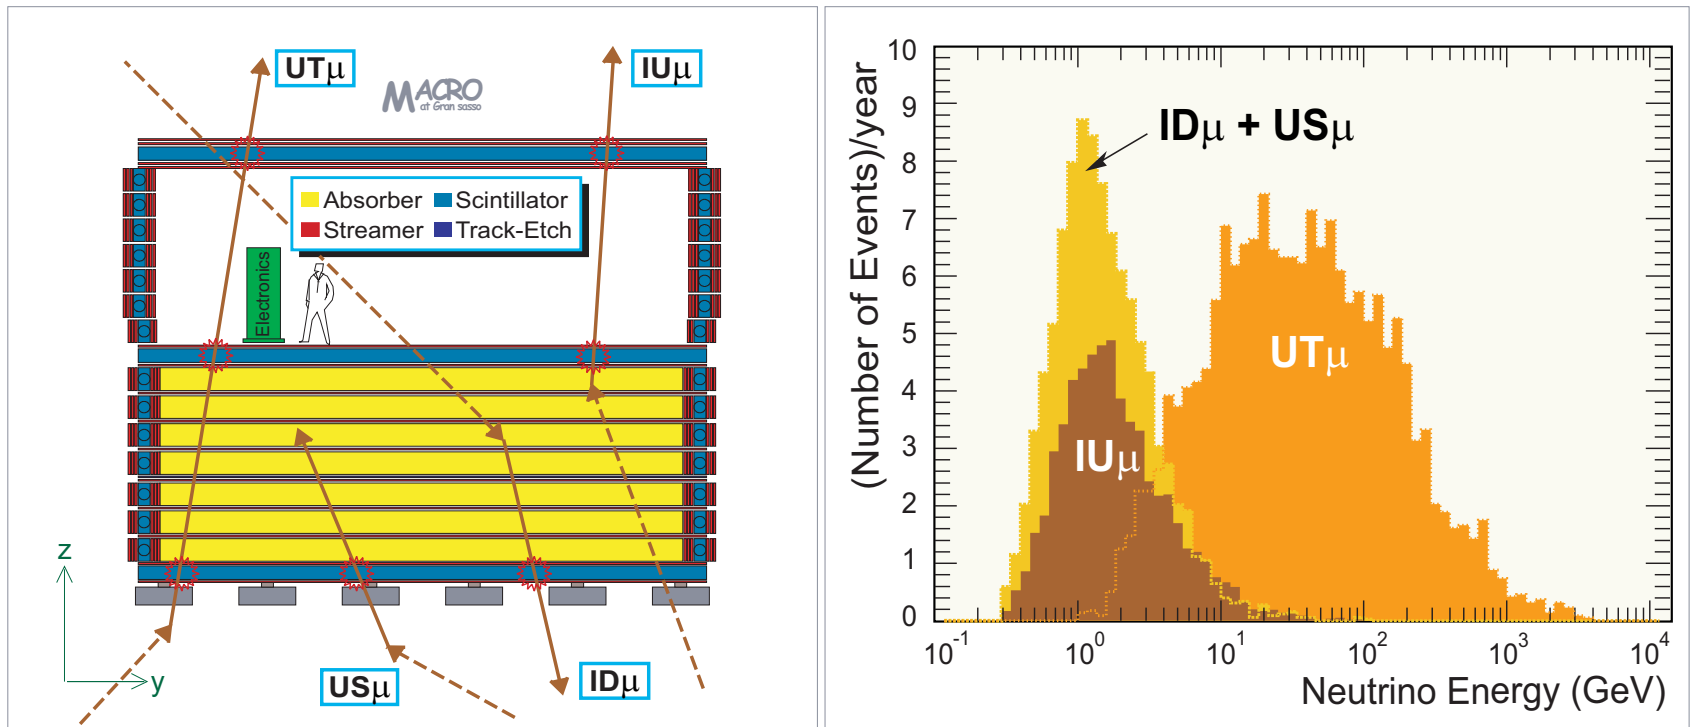 UTμ
IUμ
MACRO
at Gran sasso
Absorber
Scintillator
Streamer
Track-Etch
Electronics
z
y
USμ
IDμ
(Number of Events)/year
10
9
8
7
6
5
4
3
2
1
0
IDμ + USμ
UTμ
IUμ
10⁻¹
10⁰
10¹
10²
10³
10⁴
Neutrino Energy (GeV)